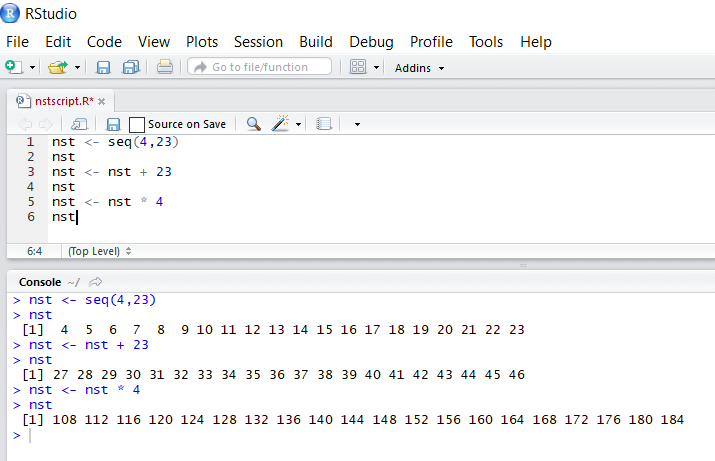 RStudio
File Edit Code View Plots Session Build Debug Profile Tools Help
Go to file/function Addins
nstscript.R*
Source on Save
1 nst <- seq(4,23)
2 nst
3 nst <- nst + 23
4 nst
5 nst <- nst * 4
6 nst
6:4 (Top Level)
Console ~/
> nst <- seq(4,23)
> nst
[1] 4 5 6 7 8 9 10 11 12 13 14 15 16 17 18 19 20 21 22 23
> nst <- nst + 23
> nst
[1] 27 28 29 30 31 32 33 34 35 36 37 38 39 40 41 42 43 44 45 46
> nst <- nst * 4
> nst
[1] 108 112 116 120 124 128 132 136 140 144 148 152 156 160 164 168 172 176 180 184
>